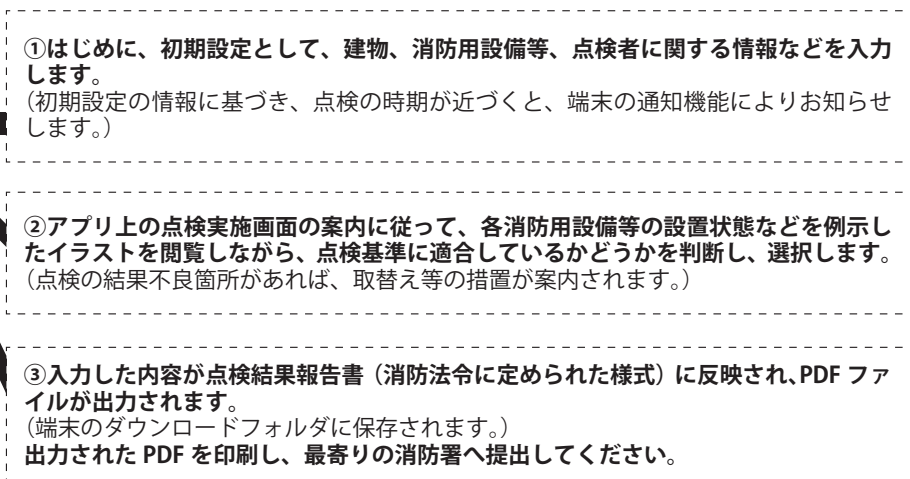 ①はじめに、初期設定として、建物、消防用設備等、点検者に関する情報などを入力
します。
（初期設定の情報に基づき、点検の時期が近づくと、端末の通知機能によりお知らせ
します。）
②アプリ上の点検実施画面の案内に従って、各消防用設備等の設置状態などを例示し
たイラストを閲覧しながら、点検基準に適合しているかどうかを判断し、選択します。
（点検の結果不良箇所があれば、取替え等の措置が案内されます。）
③入力した内容が点検結果報告書（消防法令に定められた様式）に反映され、PDF ファ
イルが出力されます。
（端末のダウンロードフォルダに保存されます。）
出力された PDF を印刷し、最寄りの消防署へ提出してください。